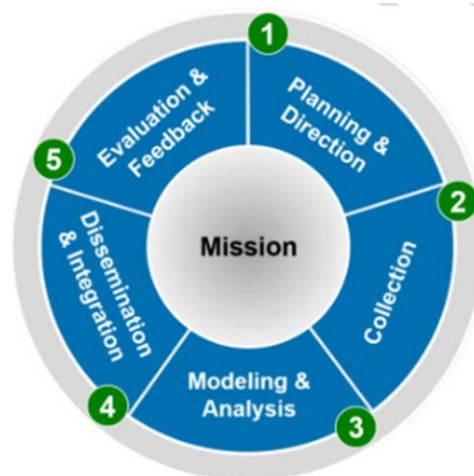 1
Planning &
Direction
2
Collection
3
Modeling &
Analysis
4
Dissemination
& Integration
5
Evaluation &
Feedback
Mission